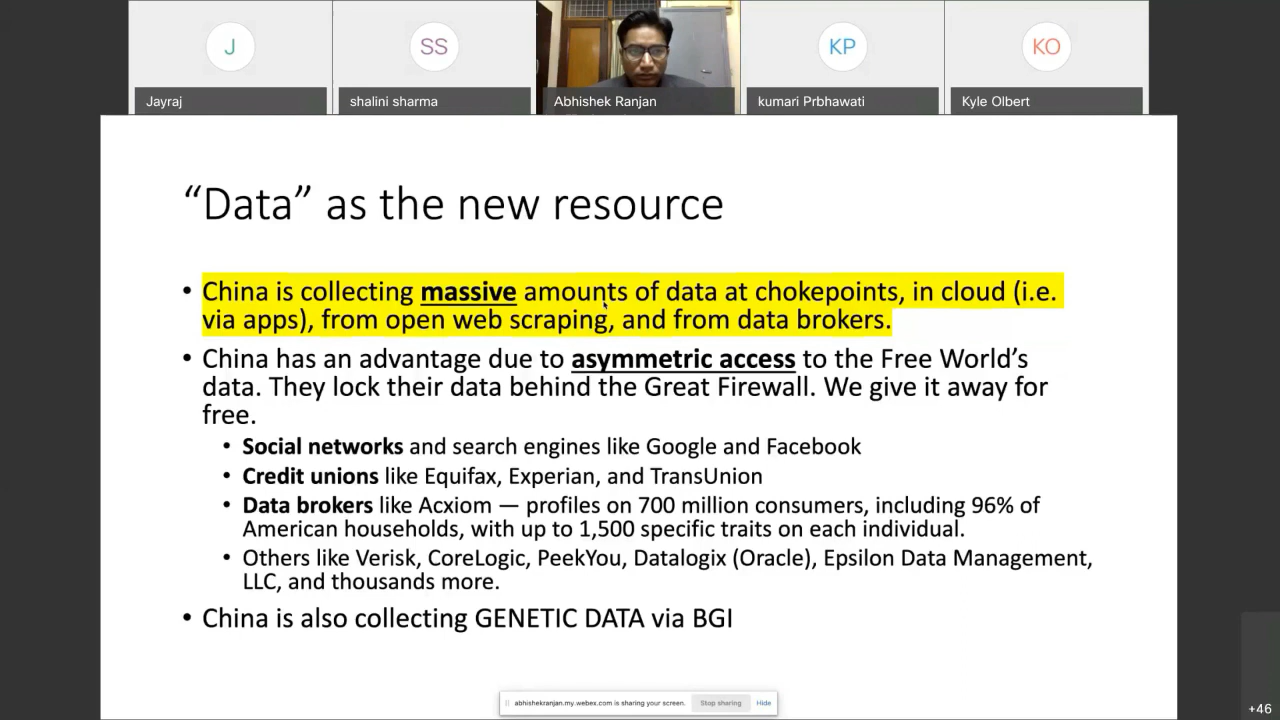 J
SS
KP
KO
Jayraj
shalini sharma
Abhishek Ranjan
kumari Prbhawati
Kyle Olbert
“Data” as the new resource
• China is collecting massive amounts of data at chokepoints, in cloud (i.e.
via apps), from open web scraping, and from data brokers.
• China has an advantage due to asymmetric access to the Free World’s
data. They lock their data behind the Great Firewall. We give it away for
free.
• Social networks and search engines like Google and Facebook
• Credit unions like Equifax, Experian, and TransUnion
• Data brokers like Acxiom — profiles on 700 million consumers, including 96% of
American households, with up to 1,500 specific traits on each individual.
• Others like Verisk, CoreLogic, PeekYou, Datalogix (Oracle), Epsilon Data Management,
LLC, and thousands more.
• China is also collecting GENETIC DATA via BGI
abhishekranjan.my.webex.com is sharing your screen. Stop sharing Hide
+46